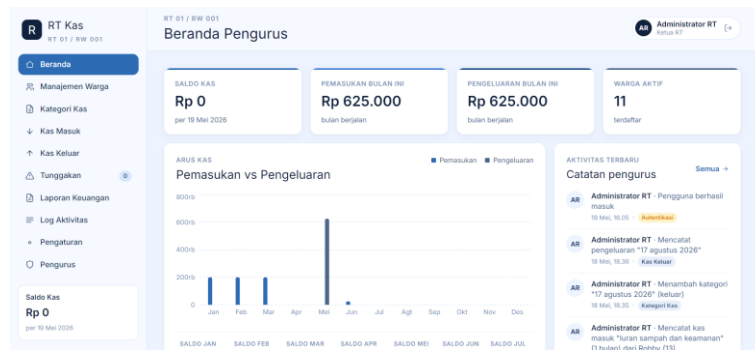 R
RT Kas
RT 01 / RW 001
Beranda
Manajemen Warga
Kategori Kas
Kas Masuk
Kas Keluar
Tunggakan
0
Laporan Keuangan
Log Aktivitas
Pengaturan
Pengurus
Saldo Kas
Rp 0
per 19 Mei 2026
RT 01 / RW 001
Beranda Pengurus
AR
Administrator RT
Ketua RT
SALDO KAS
Rp 0
per 19 Mei 2026
PEMASUKAN BULAN INI
Rp 625.000
bulan berjalan
PENGELUARAN BULAN INI
Rp 625.000
bulan berjalan
WARGA AKTIF
11
terdaftar
ARUS KAS
Pemasukan vs Pengeluaran
Pemasukan Pengeluaran
800rb
600rb
400rb
200rb
0
Jan Feb Mar Apr Mei Jun Jul Agt Sep Okt Nov Des
SALDO JAN SALDO FEB SALDO MAR SALDO APR SALDO MEI SALDO JUN SALDO JUL
AKTIVITAS TERBARU
Catatan pengurus
Semua →
AR
Administrator RT · Pengguna berhasil
masuk
19 Mei, 16.05 · Autentikasi
AR
Administrator RT · Mencatat
pengeluaran "17 agustus 2026"
18 Mei, 18.36 · Kas Keluar
AR
Administrator RT · Menambah kategori
"17 agustus 2026" (keluar)
18 Mei, 18.35 · Kategori Kas
AR
Administrator RT · Mencatat kas
masuk "Iuran sampah dan keamanan"
(1 bulan) dari Robby (13)